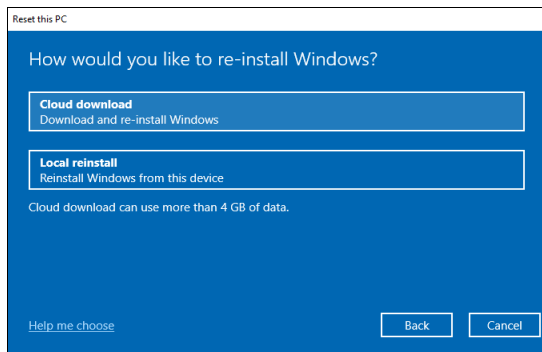 Reset this PC
How would you like to re-install Windows?
Cloud download
Download and re-install Windows
Local reinstall
Reinstall Windows from this device
Cloud download can use more than 4 GB of data.
Help me choose
Back
Cancel